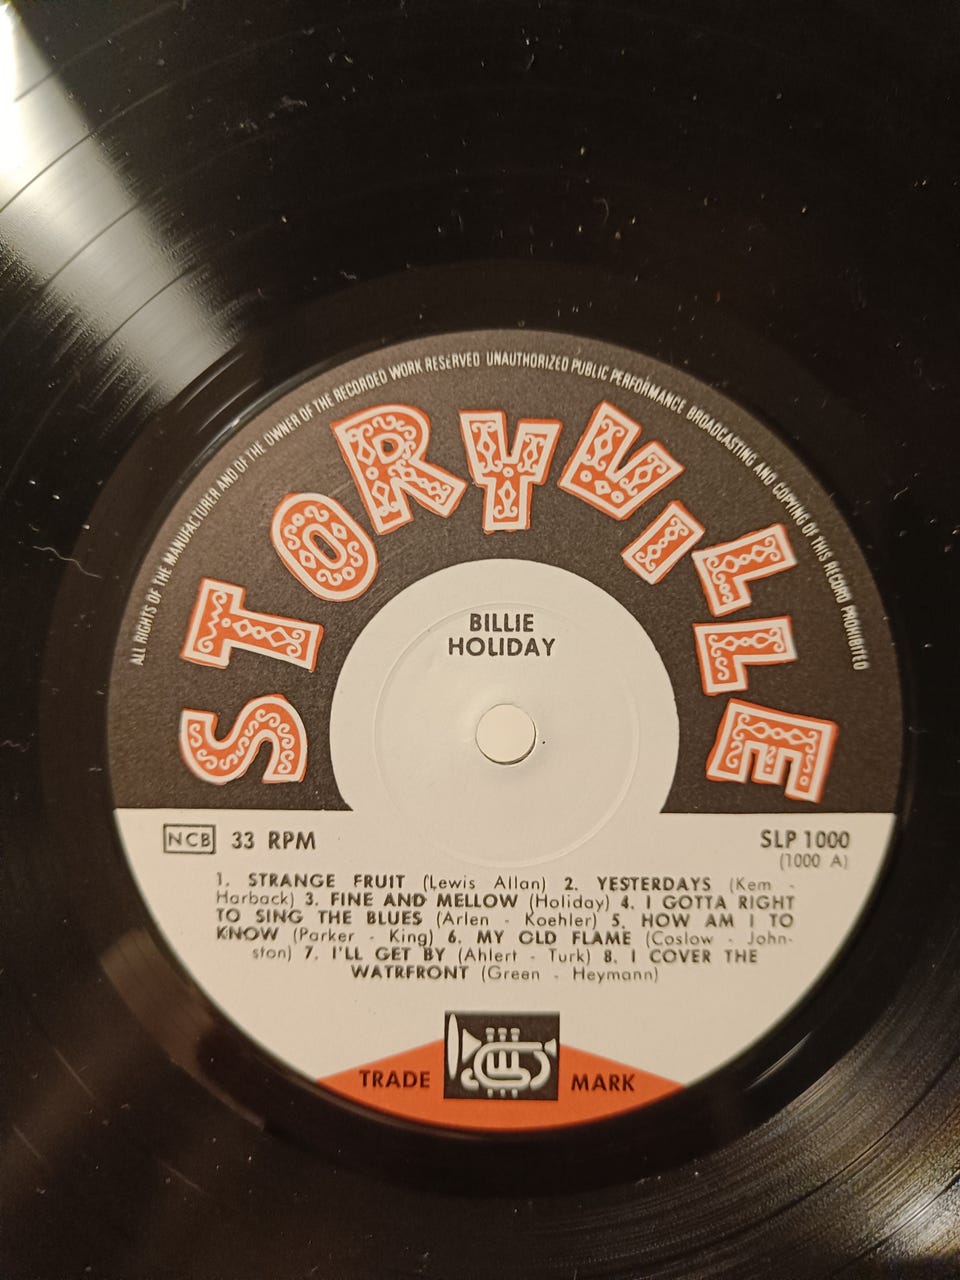 ALL RIGHTS OF THE MANUFACTURER AND OF THE OWNER OF THE RECORDED WORK RESERVED UNAUTHORIZED PUBLIC PERFORMANCE BROADCASTING AND COPYING OF THIS RECORD PROHIBITED
STORYVILLE
BILLIE
HOLIDAY
NCB 33 RPM SLP 1000
(1000 A)
1. STRANGE FRUIT (Lewis Allan) 2. YESTERDAYS (Kem -
Harback) 3. FINE AND MELLOW (Holiday) 4. I GOTTA RIGHT
TO SING THE BLUES (Arlen - Koehler) 5. HOW AM I TO
KNOW (Parker - King) 6. MY OLD FLAME (Coslow - John-
ston) 7. I'LL GET BY (Ahlert - Turk) 8. I COVER THE
WATRFRONT (Green - Heymann)
TRADE MARK